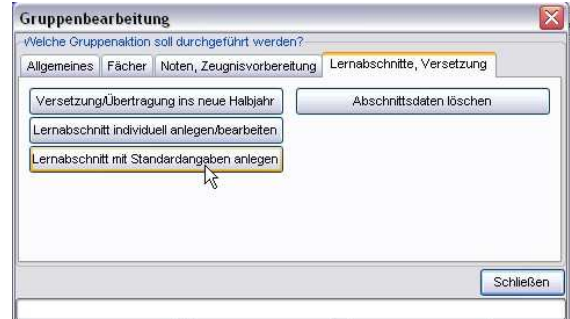 Gruppenbearbeitung
Welche Gruppenaktion soll durchgeführt werden?
Allgemeines Fächer Noten, Zeugnisvorbereitung Lernabschnitte, Versetzung
Versetzung/Übertragung ins neue Halbjahr Abschnittsdaten löschen
Lernabschnitt individuell anlegen/bearbeiten
Lernabschnitt mit Standardangaben anlegen
Schließen